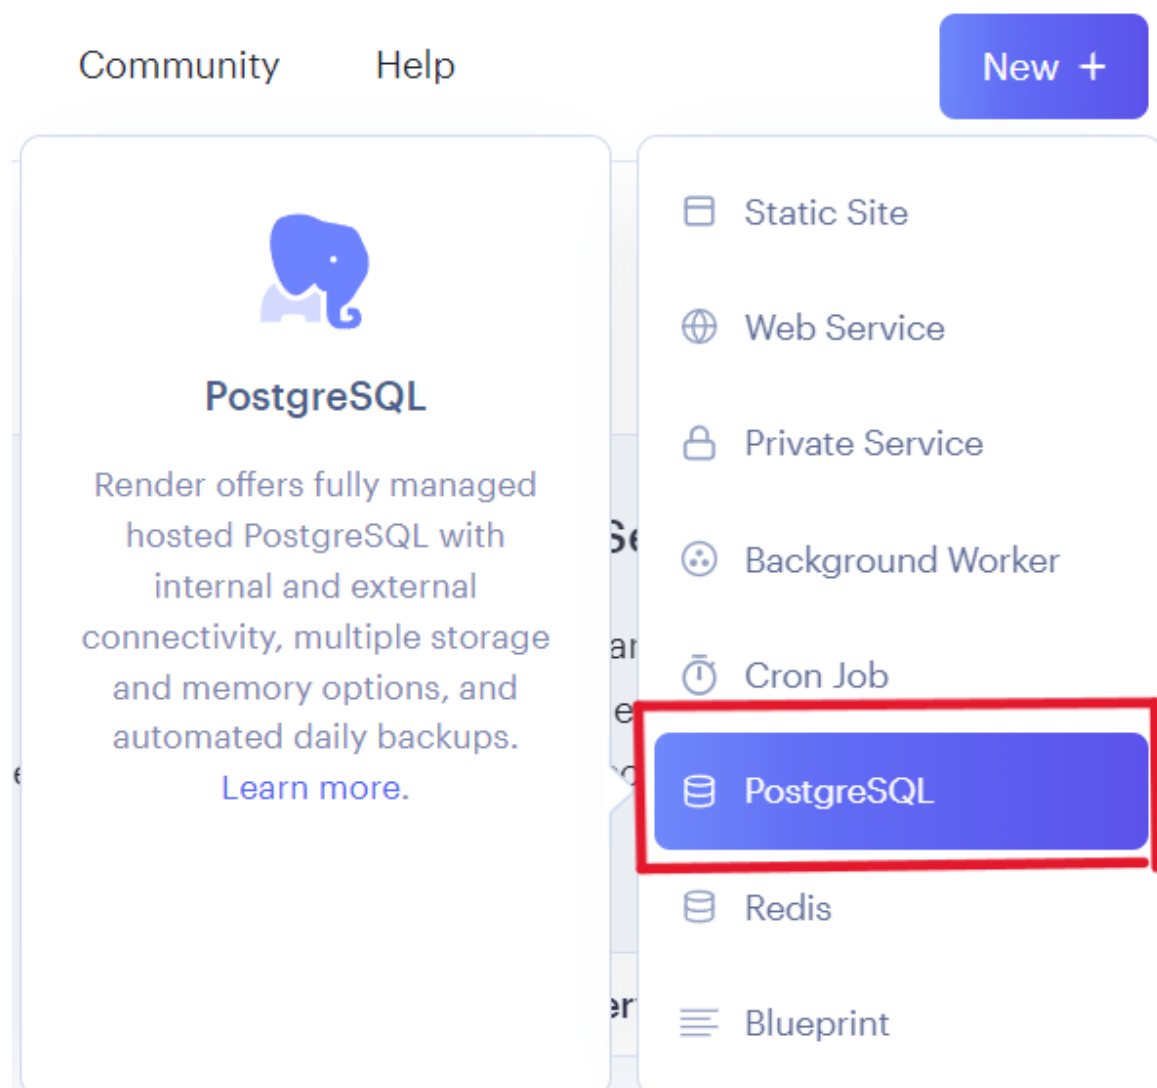 Community Help New +
PostgreSQL
Render offers fully managed
hosted PostgreSQL with
internal and external
connectivity, multiple storage
and memory options, and
automated daily backups.
Learn more.
Static Site
Web Service
Private Service
Background Worker
Cron Job
PostgreSQL
Redis
Blueprint